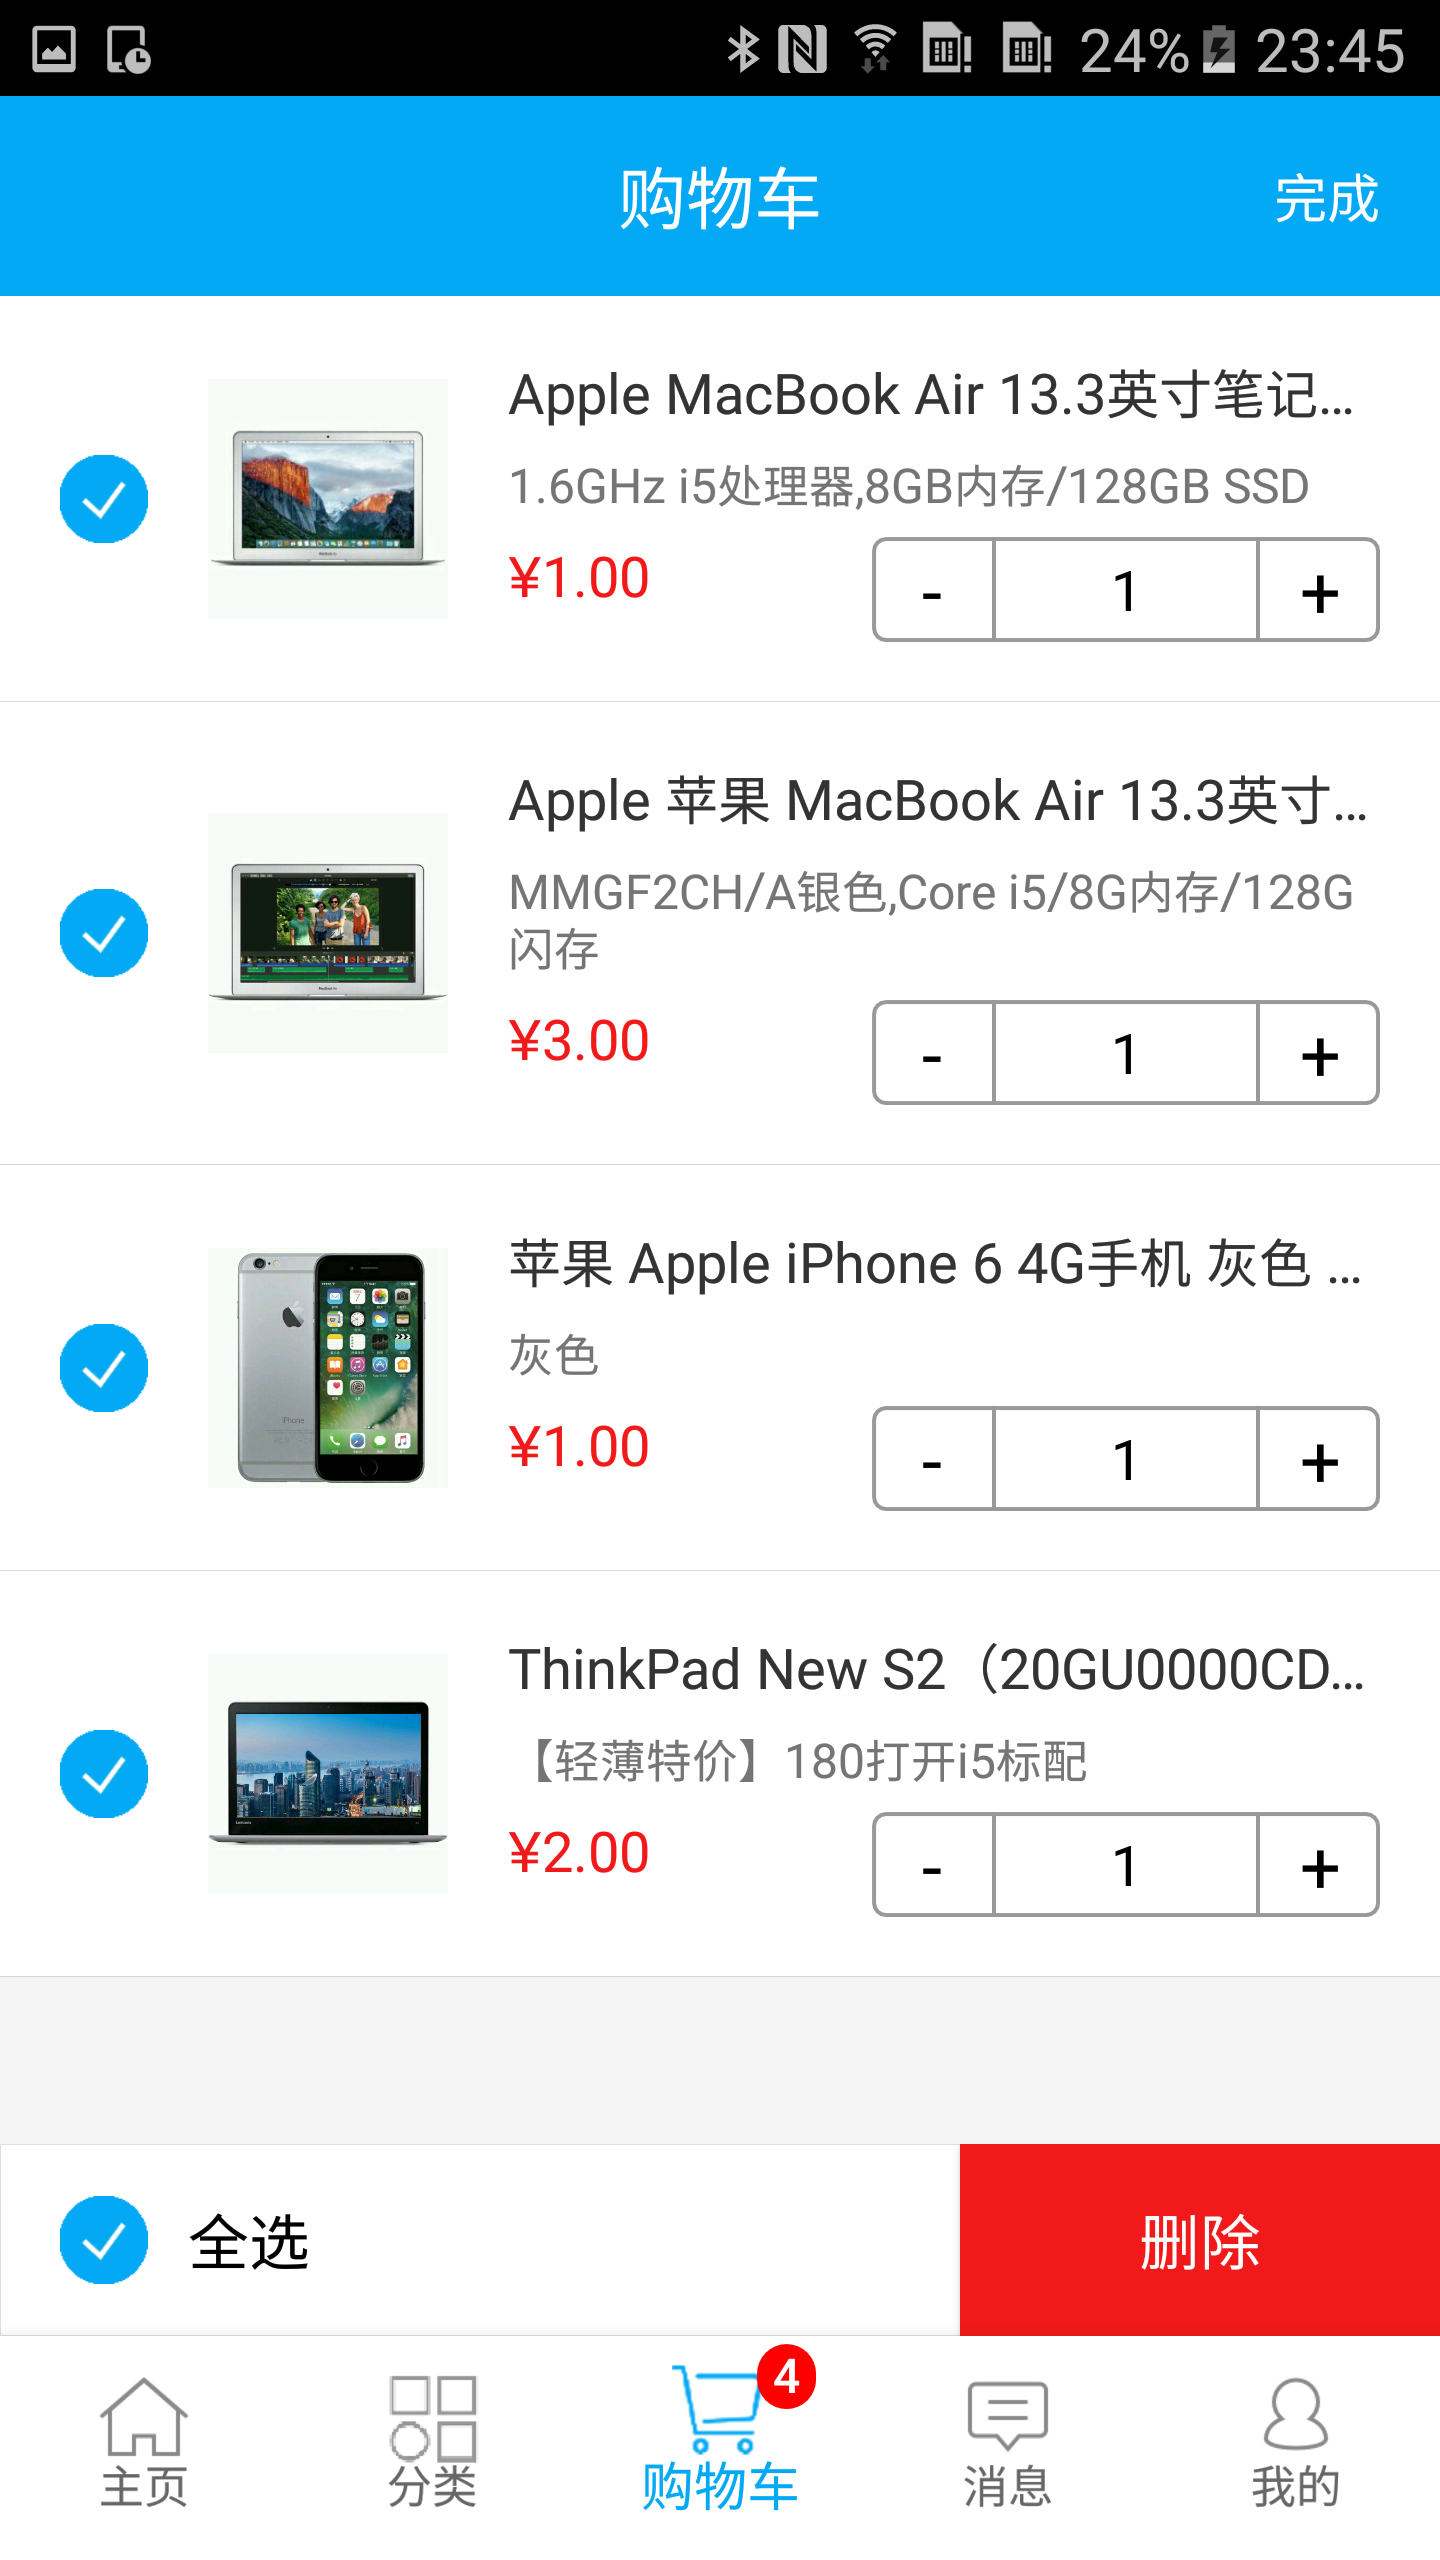 24% 23:45
购物车
完成
Apple MacBook Air 13.3英寸笔记...
1.6GHz i5处理器,8GB内存/128GB SSD
¥1.00
- 1 +
Apple 苹果 MacBook Air 13.3英寸...
MMGF2CH/A银色,Core i5/8G内存/128G
闪存
¥3.00
- 1 +
苹果 Apple iPhone 6 4G手机 灰色 ...
灰色
¥1.00
- 1 +
ThinkPad New S2（20GU0000CD...
【轻薄特价】180打开i5标配
¥2.00
- 1 +
全选
删除
4
主页
分类
购物车
消息
我的